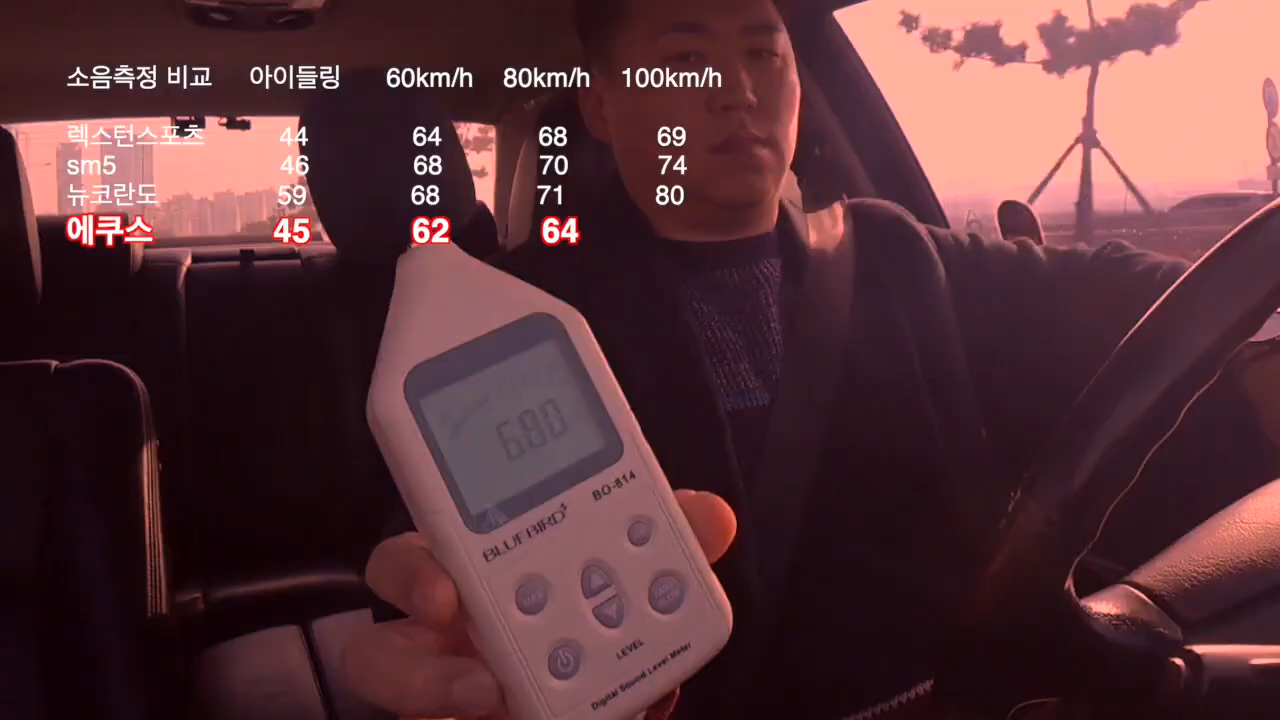 소음측정 비교 아이들링 60km/h 80km/h 100km/h
렉스턴스포츠 44 64 68 69
sm5 46 68 70 74
뉴코란도 59 68 71 80
에쿠스 45 62 64
680
BO-814
BLUEBIRD
LEVEL
Digital Sound Level Meter